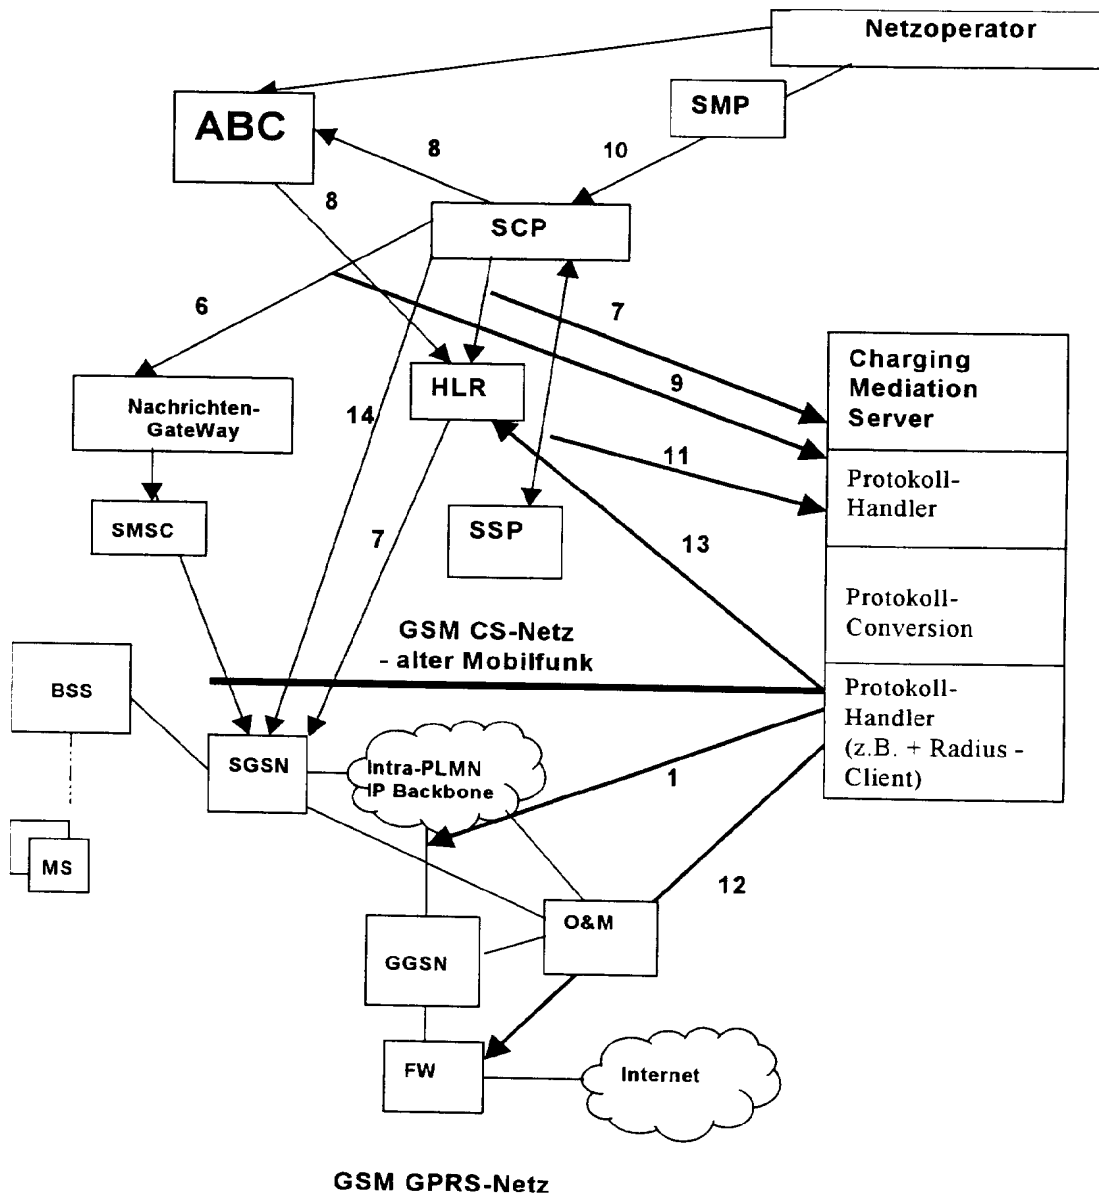 Netzoperator
SMP
ABC
8
10
8
SCP
6
7
Charging
Mediation
Server
9
HLR
Nachrichten-
GateWay
14
11
Protokoll-
Handler
SMSC
SSP
7
13
Protokoll-
Conversion
GSM CS-Netz
- alter Mobilfunk
BSS
Protokoll-
Handler
(z.B. + Radius -
Client)
SGSN
Intra-PLMN
IP Backbone
1
MS
12
O&M
GGSN
FW
Internet
GSM GPRS-Netz